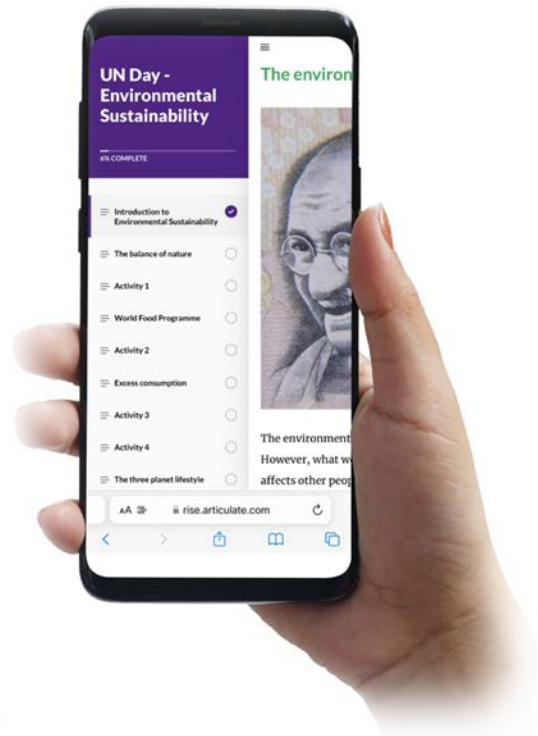 UN Day -
Environmental
Sustainability
6% COMPLETE
Introduction to
Environmental Sustainability
The balance of nature
Activity 1
World Food Programme
Activity 2
Excess consumption
Activity 3
Activity 4
The three planet lifestyle
The environ
The environment
However, what w
affects other peop
AA
rise.articulate.com